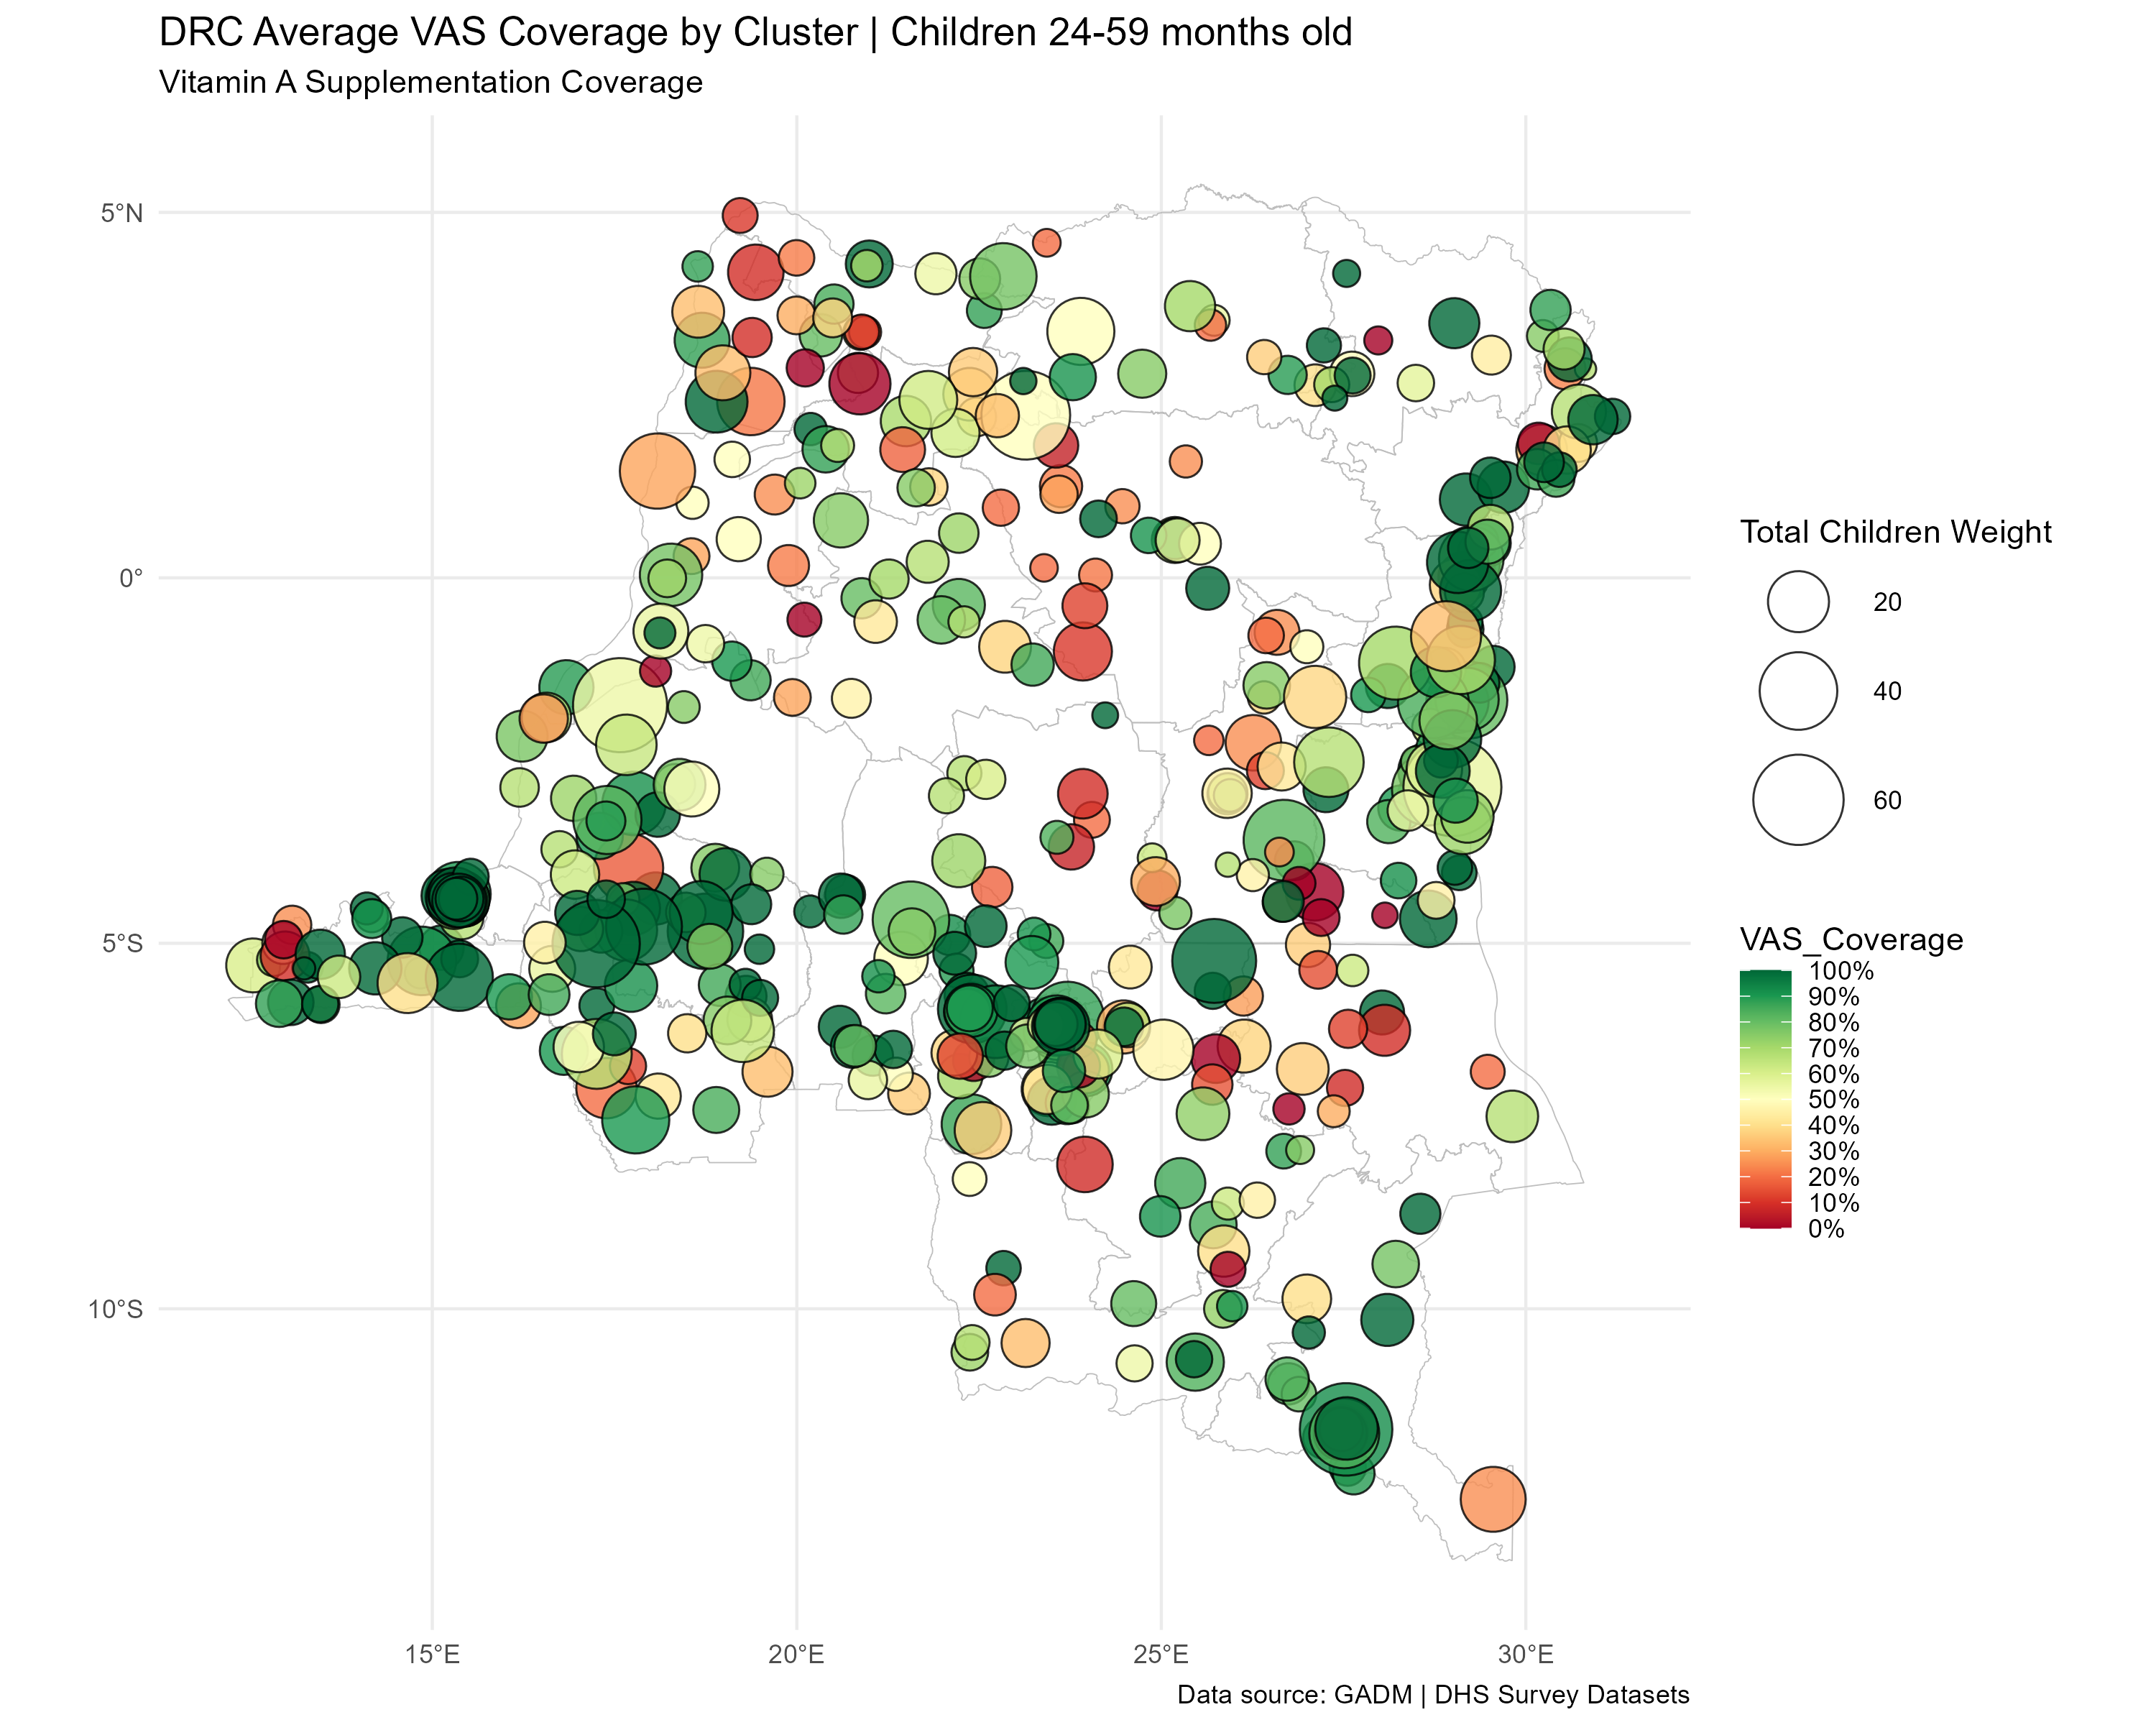 DRC Average VAS Coverage by Cluster | Children 24-59 months old
Vitamin A Supplementation Coverage
5°N
0°
5°S
10°S
15°E
20°E
25°E
30°E
Total Children Weight
20
40
60
VAS_Coverage
100%
90%
80%
70%
60%
50%
40%
30%
20%
10%
0%
Data source: GADM | DHS Survey Datasets